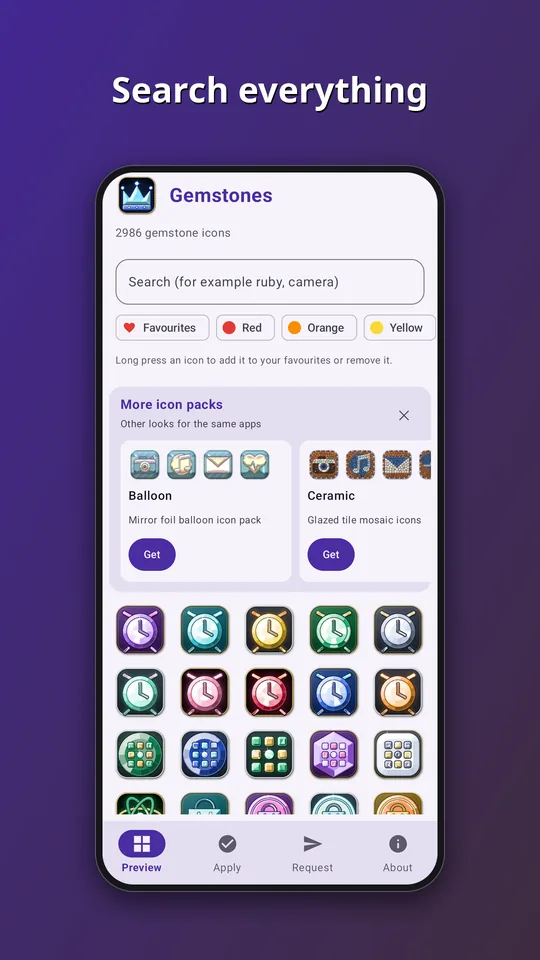 Search everything
Gemstones
2986 gemstone icons
Search (for example ruby, camera)
Favourites
Red
Orange
Yellow
Long press an icon to add it to your favourites or remove it.
More icon packs
Other looks for the same apps
Balloon
Mirror foil balloon icon pack
Get
Ceramic
Glazed tile mosaic icons
Get
Preview
Apply
Request
About